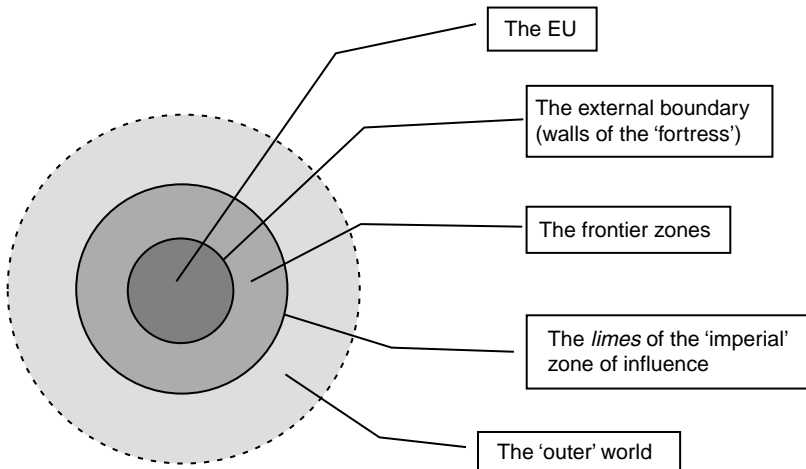 The EU
The external boundary
(walls of the ‘fortress’)
The frontier zones
The limes of the ‘imperial’
zone of influence
The ‘outer’ world